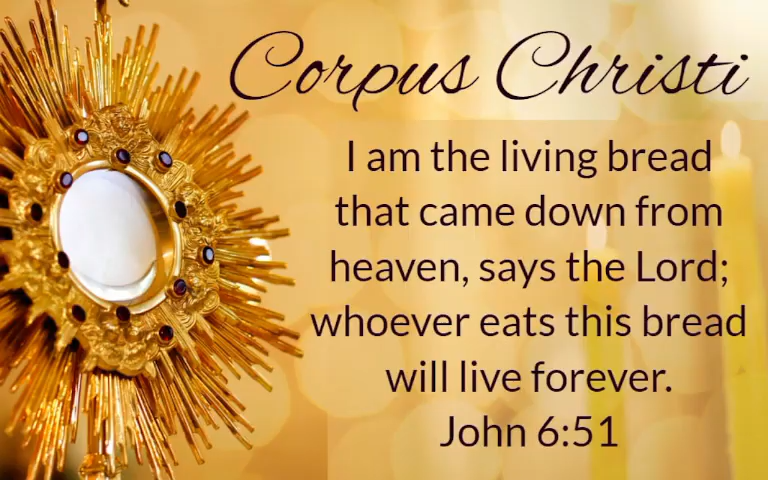 Corpus Christi
I am the living bread
that came down from
heaven, says the Lord;
whoever eats this bread
will live forever.
John 6:51